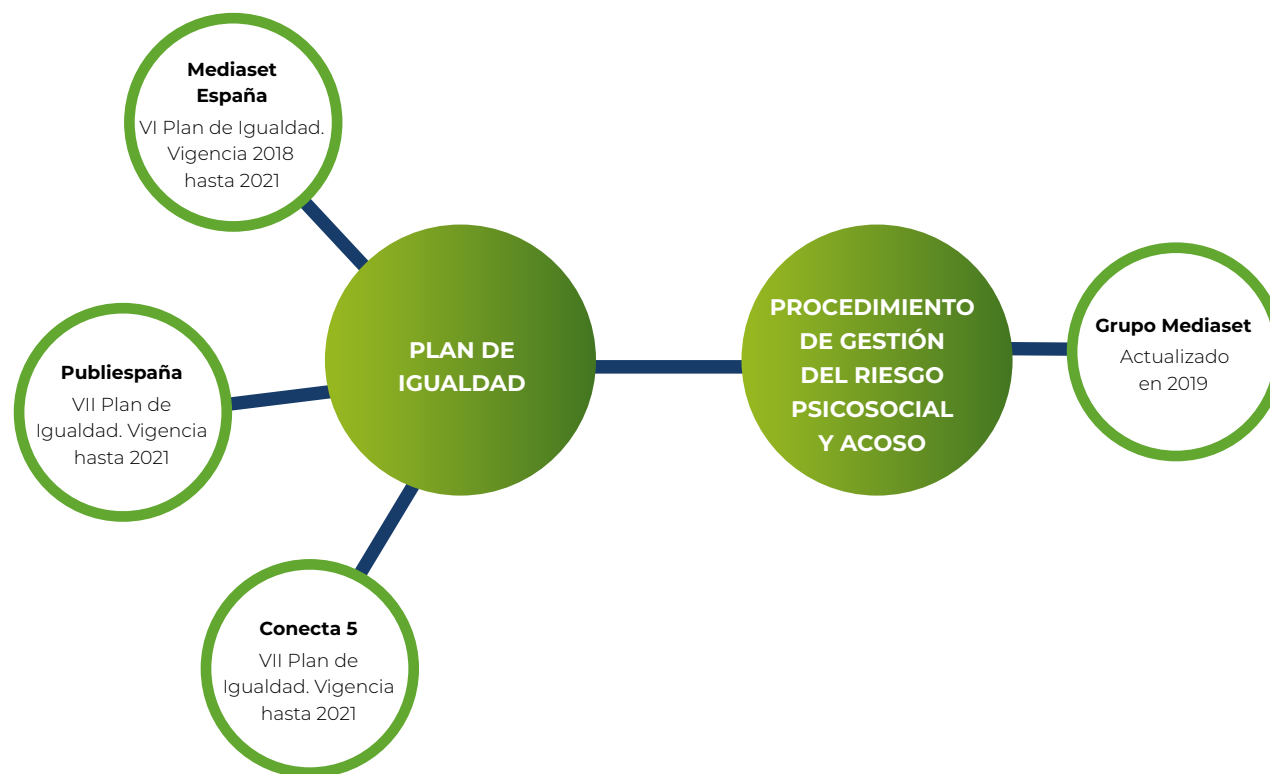 Mediaset
España
VI Plan de Igualdad.
Vigencia 2018
hasta 2021
Publiespaña
VII Plan de
Igualdad. Vigencia
hasta 2021
Conecta 5
VII Plan de
Igualdad. Vigencia
hasta 2021
PLAN DE
IGUALDAD
PROCEDIMIENTO
DE GESTIÓN
DEL RIESGO
PSICOSOCIAL
Y ACOSO
Grupo Mediaset
Actualizado
en 2019